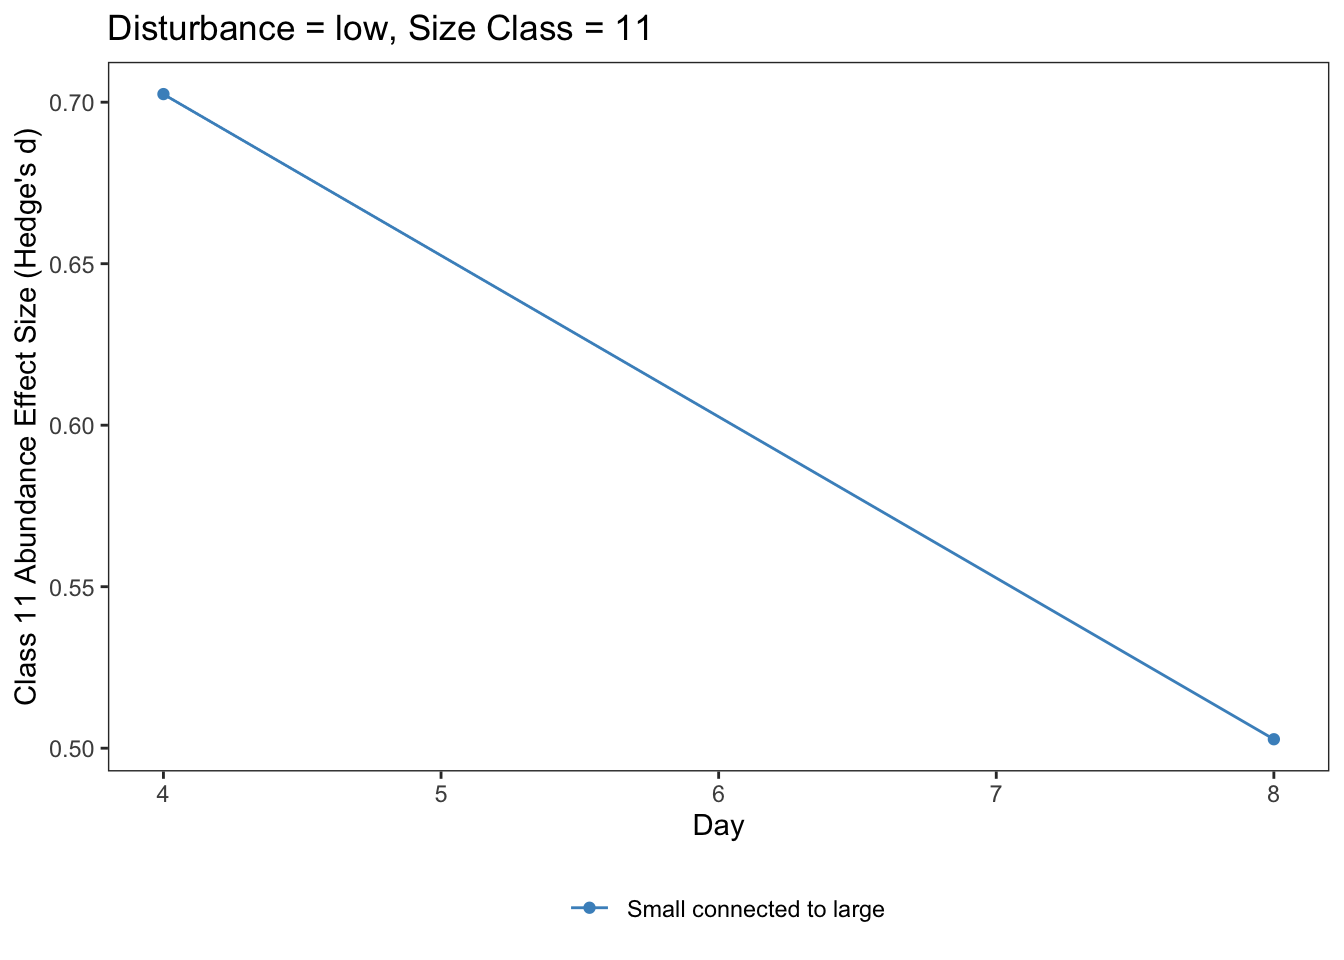 Disturbance = low, Size Class = 11
Class 11 Abundance Effect Size (Hedge's d)
0.70
0.65
0.60
0.55
0.50
4 5 6 7 8
Day
Small connected to large